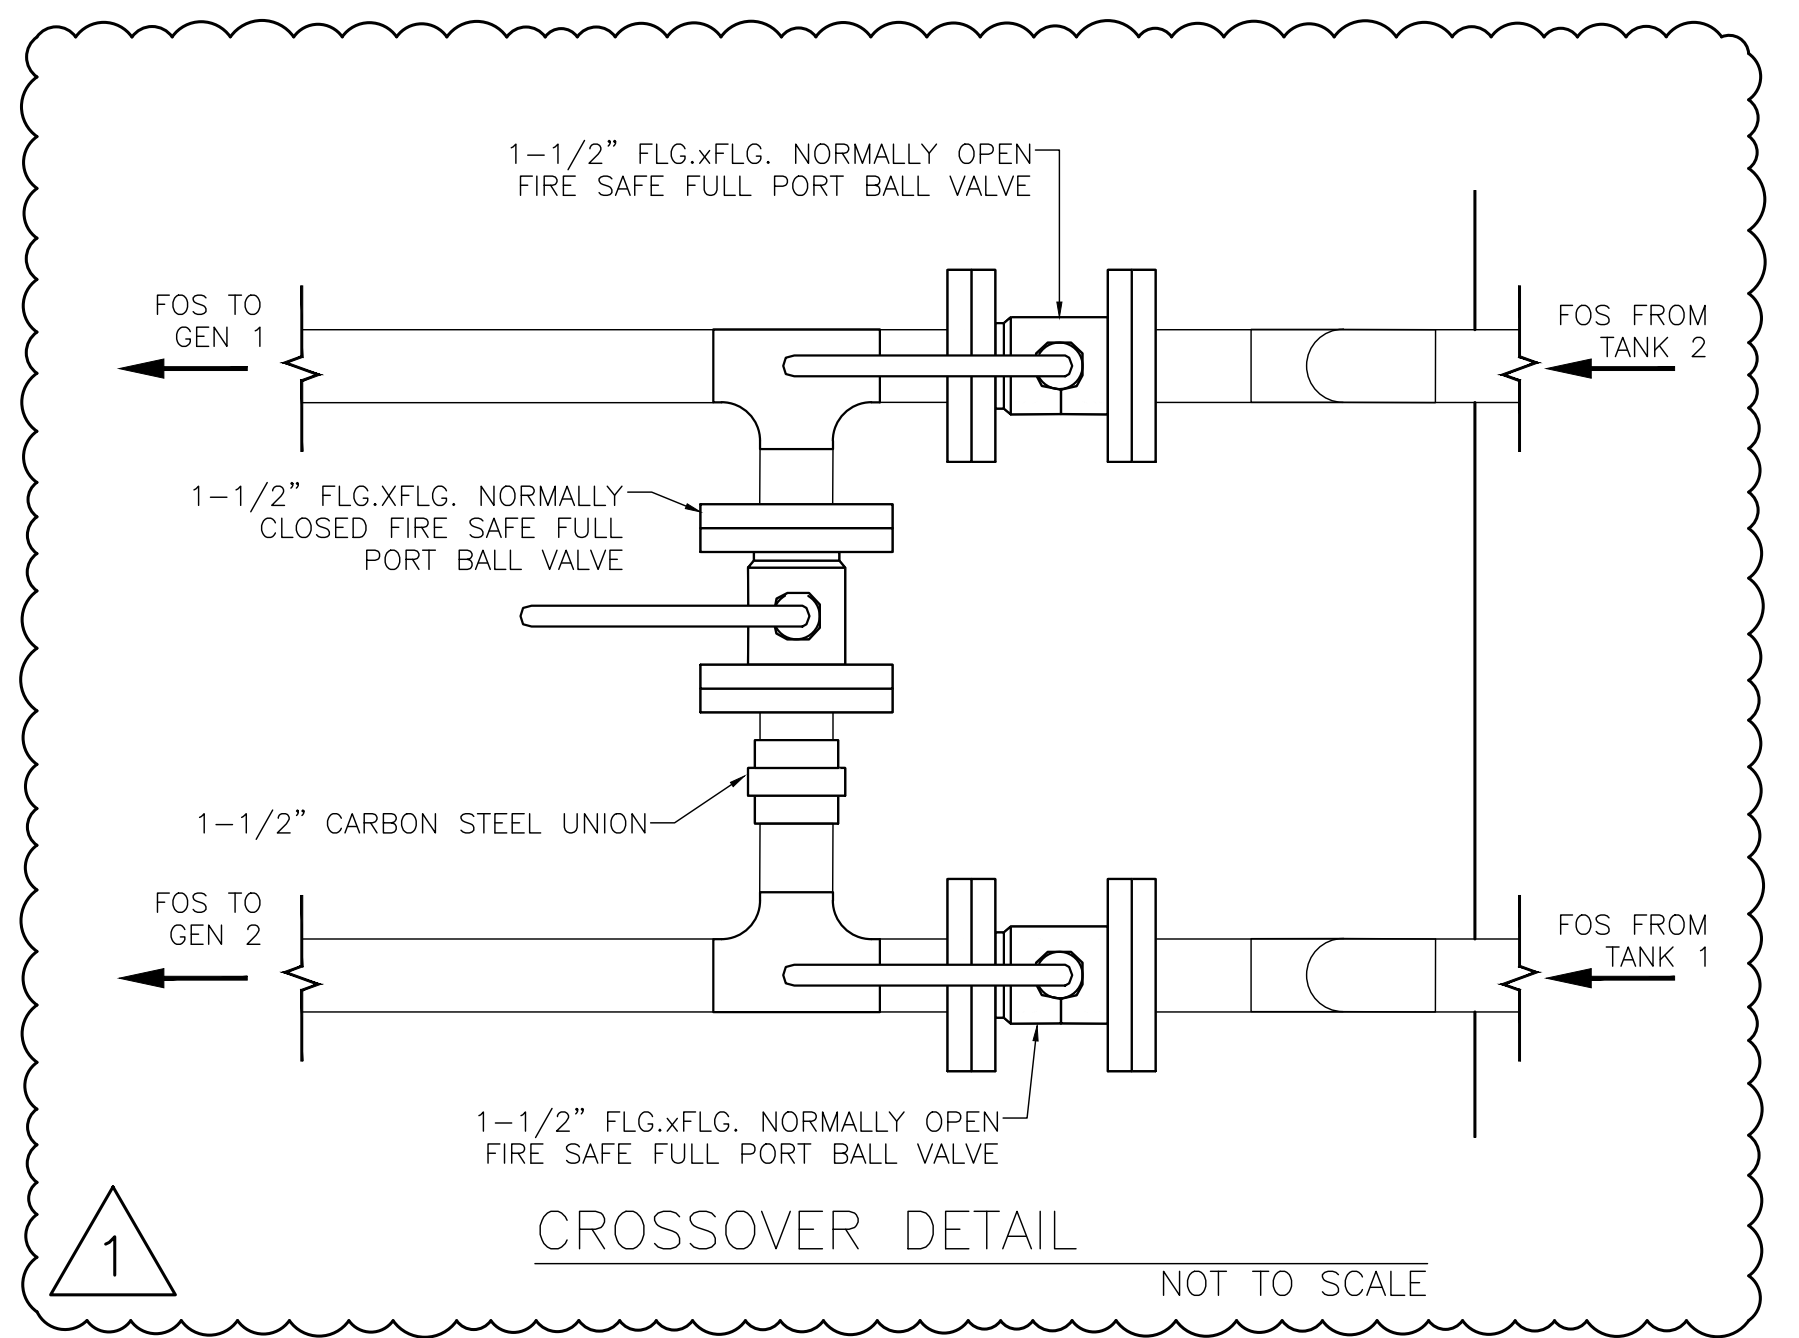 1-1/2” FLG.xFLG. NORMALLY OPEN
FIRE SAFE FULL PORT BALL VALVE
FOS TO
GEN 1
FOS FROM
TANK 2
1-1/2” FLG.XFLG. NORMALLY
CLOSED FIRE SAFE FULL
PORT BALL VALVE
1-1/2” CARBON STEEL UNION
FOS TO
GEN 2
FOS FROM
TANK 1
1-1/2” FLG.xFLG. NORMALLY OPEN
FIRE SAFE FULL PORT BALL VALVE
1
CROSSOVER DETAIL
NOT TO SCALE